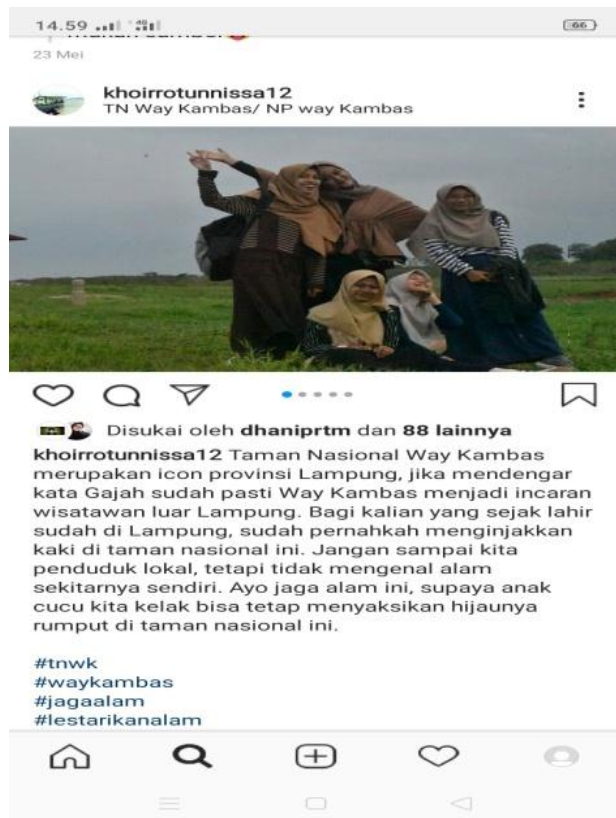 14.59
66
23 Mei
khoirrotunnissa12
TN Way Kambas/ NP way Kambas
Disukai oleh dhaniprtm dan 88 lainnya
khoirrotunnissa12 Taman Nasional Way Kambas
merupakan icon provinsi Lampung, jika mendengar
kata Gajah sudah pasti Way Kambas menjadi incaran
wisatawan luar Lampung. Bagi kalian yang sejak lahir
sudah di Lampung, sudah pernahkah menginjakkan
kaki di taman nasional ini. Jangan sampai kita
penduduk lokal, tetapi tidak mengenal alam
sekitarnya sendiri. Ayo jaga alam ini, supaya anak
cucu kita kelak bisa tetap menyaksikan hijaunya
rumput di taman nasional ini.
#tnwk
#waykambas
#jagaalam
#lestarikanalam